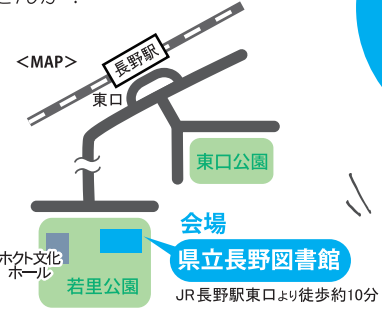 <MAP>
長野駅
東口
東口公園
会場
県立長野図書館
JR長野駅東口より徒歩約10分
ホクト文化
ホール
若里公園